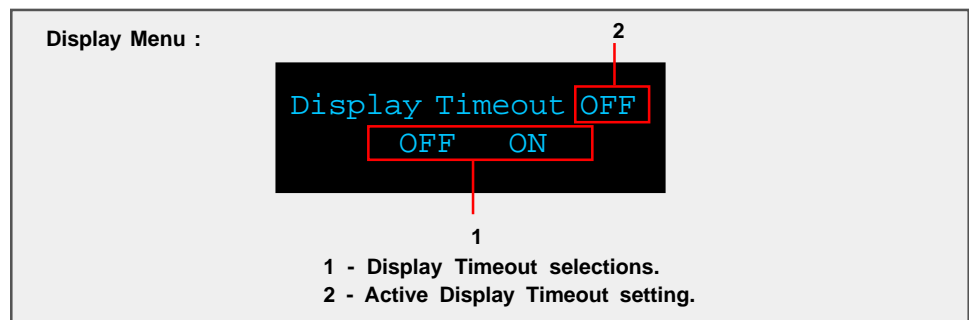 Display Menu :
2
Display Timeout OFF
OFF ON
1
1 - Display Timeout selections.
2 - Active Display Timeout setting.